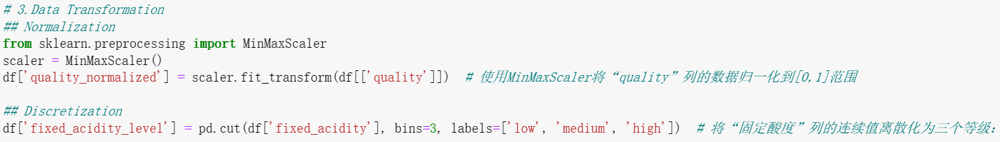 # 3.Data Transformation
## Normalization
from sklearn.preprocessing import MinMaxScaler
scaler = MinMaxScaler()
df['quality_normalized'] = scaler.fit_transform(df[['quality']])  # 使用MinMaxScaler将“quality”列的数据归一化到[0,1]范围
## Discretization
df['fixed_acidity_level'] = pd.cut(df['fixed_acidity'], bins=3, labels=['low', 'medium', 'high'])  # 将“固定酸度”列的连续值离散化为三个等级：